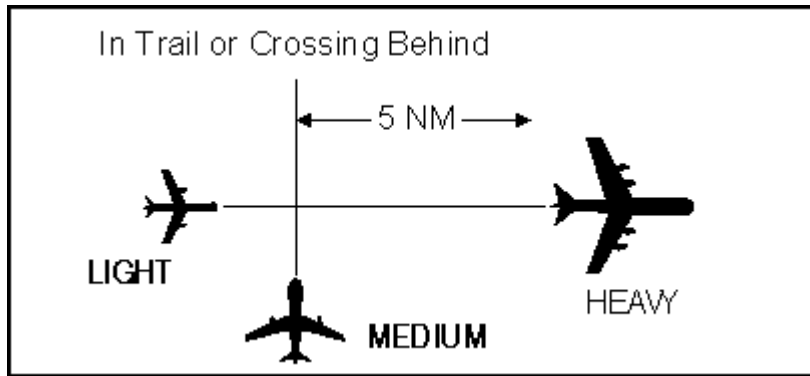 In Trail or Crossing Behind
5 NM
LIGHT
HEAVY
MEDIUM